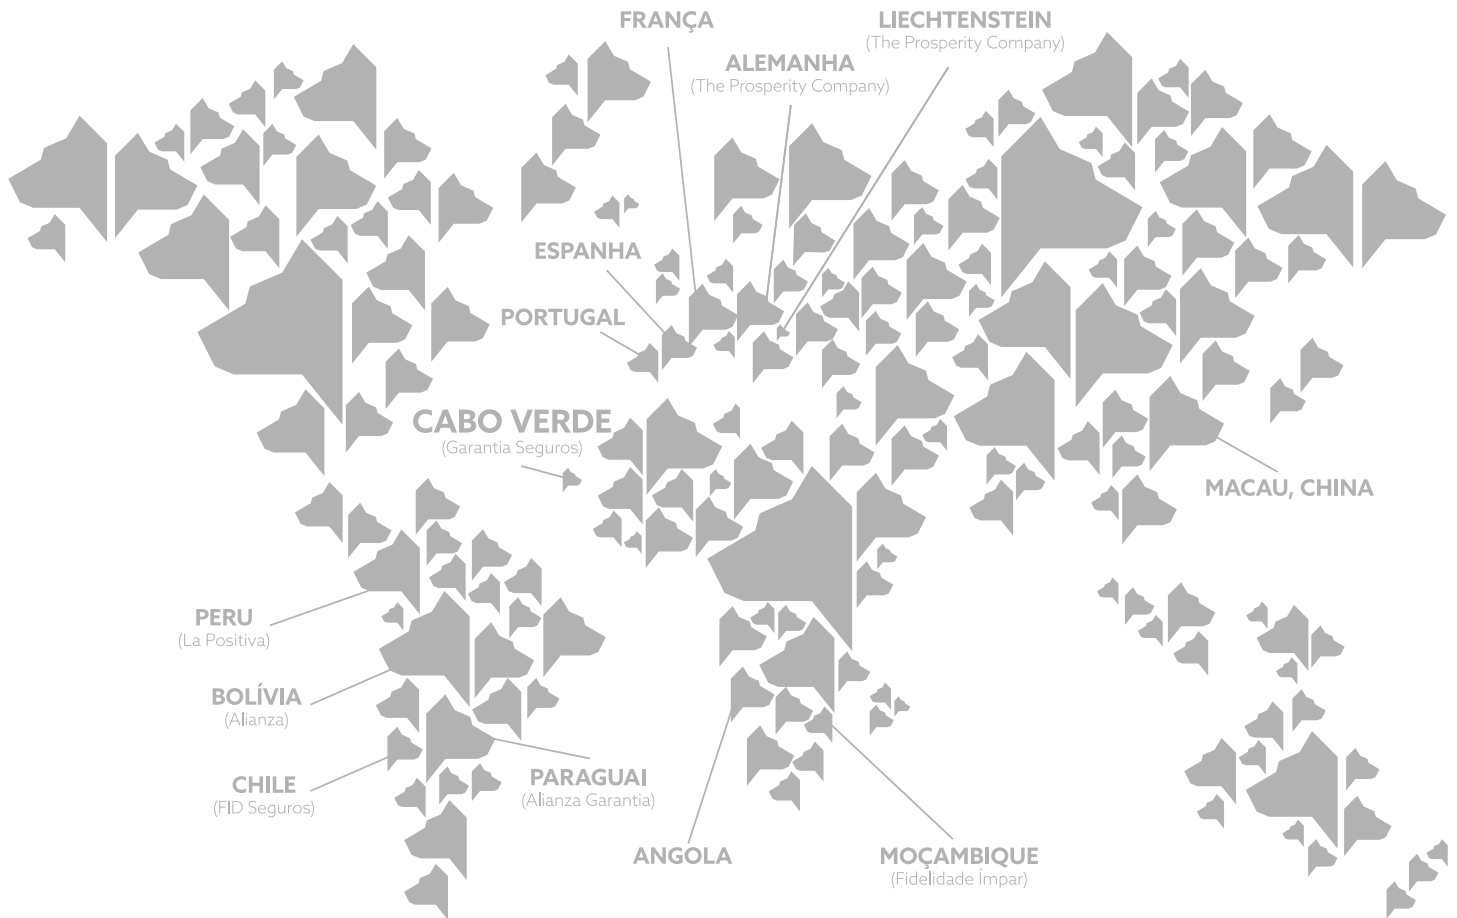 FRANÇA
LIECHTENSTEIN
(The Prosperity Company)
ALEMANHA
(The Prosperity Company)
ESPANHA
PORTUGAL
CABO VERDE
(Garantia Seguros)
MACAU, CHINA
PERU
(La Positiva)
BOLÍVIA
(Alianza)
CHILE
(FID Seguros)
PARAGUAI
(Alianza Garantia)
ANGOLA
MOÇAMBIQUE
(Fidelidade Ímpar)